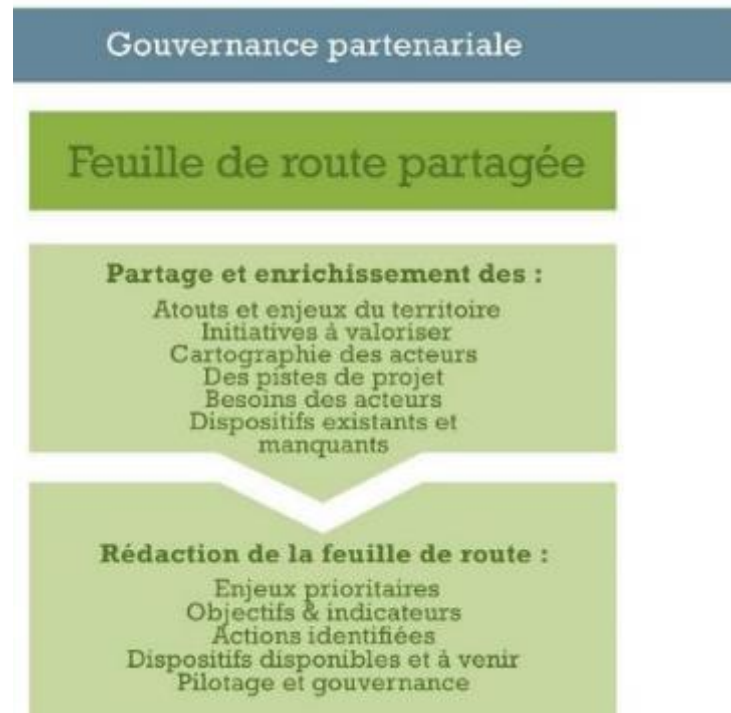 Gouvernance partenariale
Feuille de route partagée
Partage et enrichissement des :
Atouts et enjeux du territoire
Initiatives à valoriser
Cartographie des acteurs
Des pistes de projet
Besoins des acteurs
Dispositifs existants et
manquants
Rédaction de la feuille de route :
Enjeux prioritaires
Objectifs & indicateurs
Actions identifiées
Dispositifs disponibles et à venir
Pilotage et gouvernance